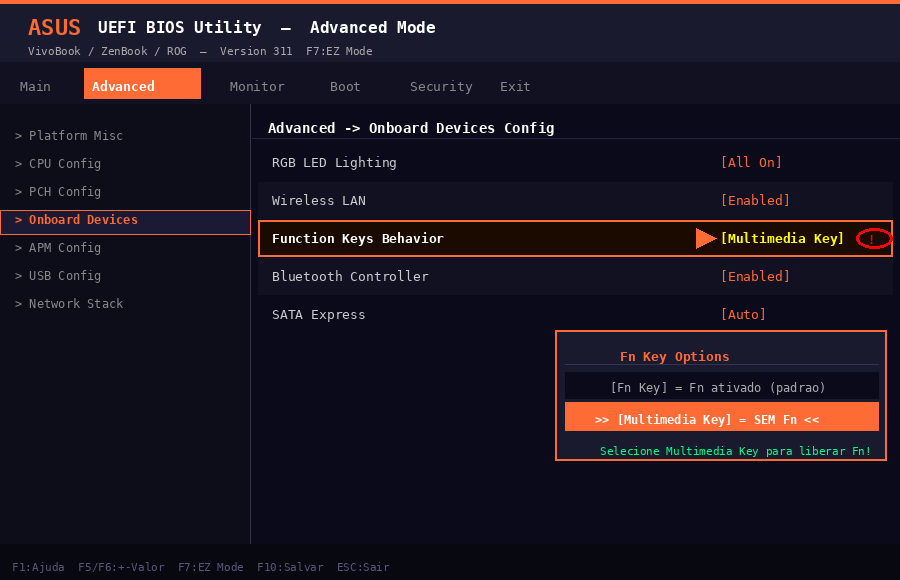 ASUS UEFI BIOS Utility – Advanced Mode
VivoBook / ZenBook / ROG – Version 311 F7:EZ Mode
Main Advanced Monitor Boot Security Exit
> Platform Misc
> CPU Config
> PCH Config
> Onboard Devices
> APM Config
> USB Config
> Network Stack
Advanced -> Onboard Devices Config
RGB LED Lighting [All On]
Wireless LAN [Enabled]
Function Keys Behavior [Multimedia Key] !
Bluetooth Controller [Enabled]
SATA Express [Auto]
Fn Key Options
[Fn Key] = Fn ativado (padrao)
>> [Multimedia Key] = SEM Fn <<
Selecione Multimedia Key para liberar Fn!
F1:Ajuda F5/F6:+-Valor F7:EZ Mode F10:Salvar ESC:Sair